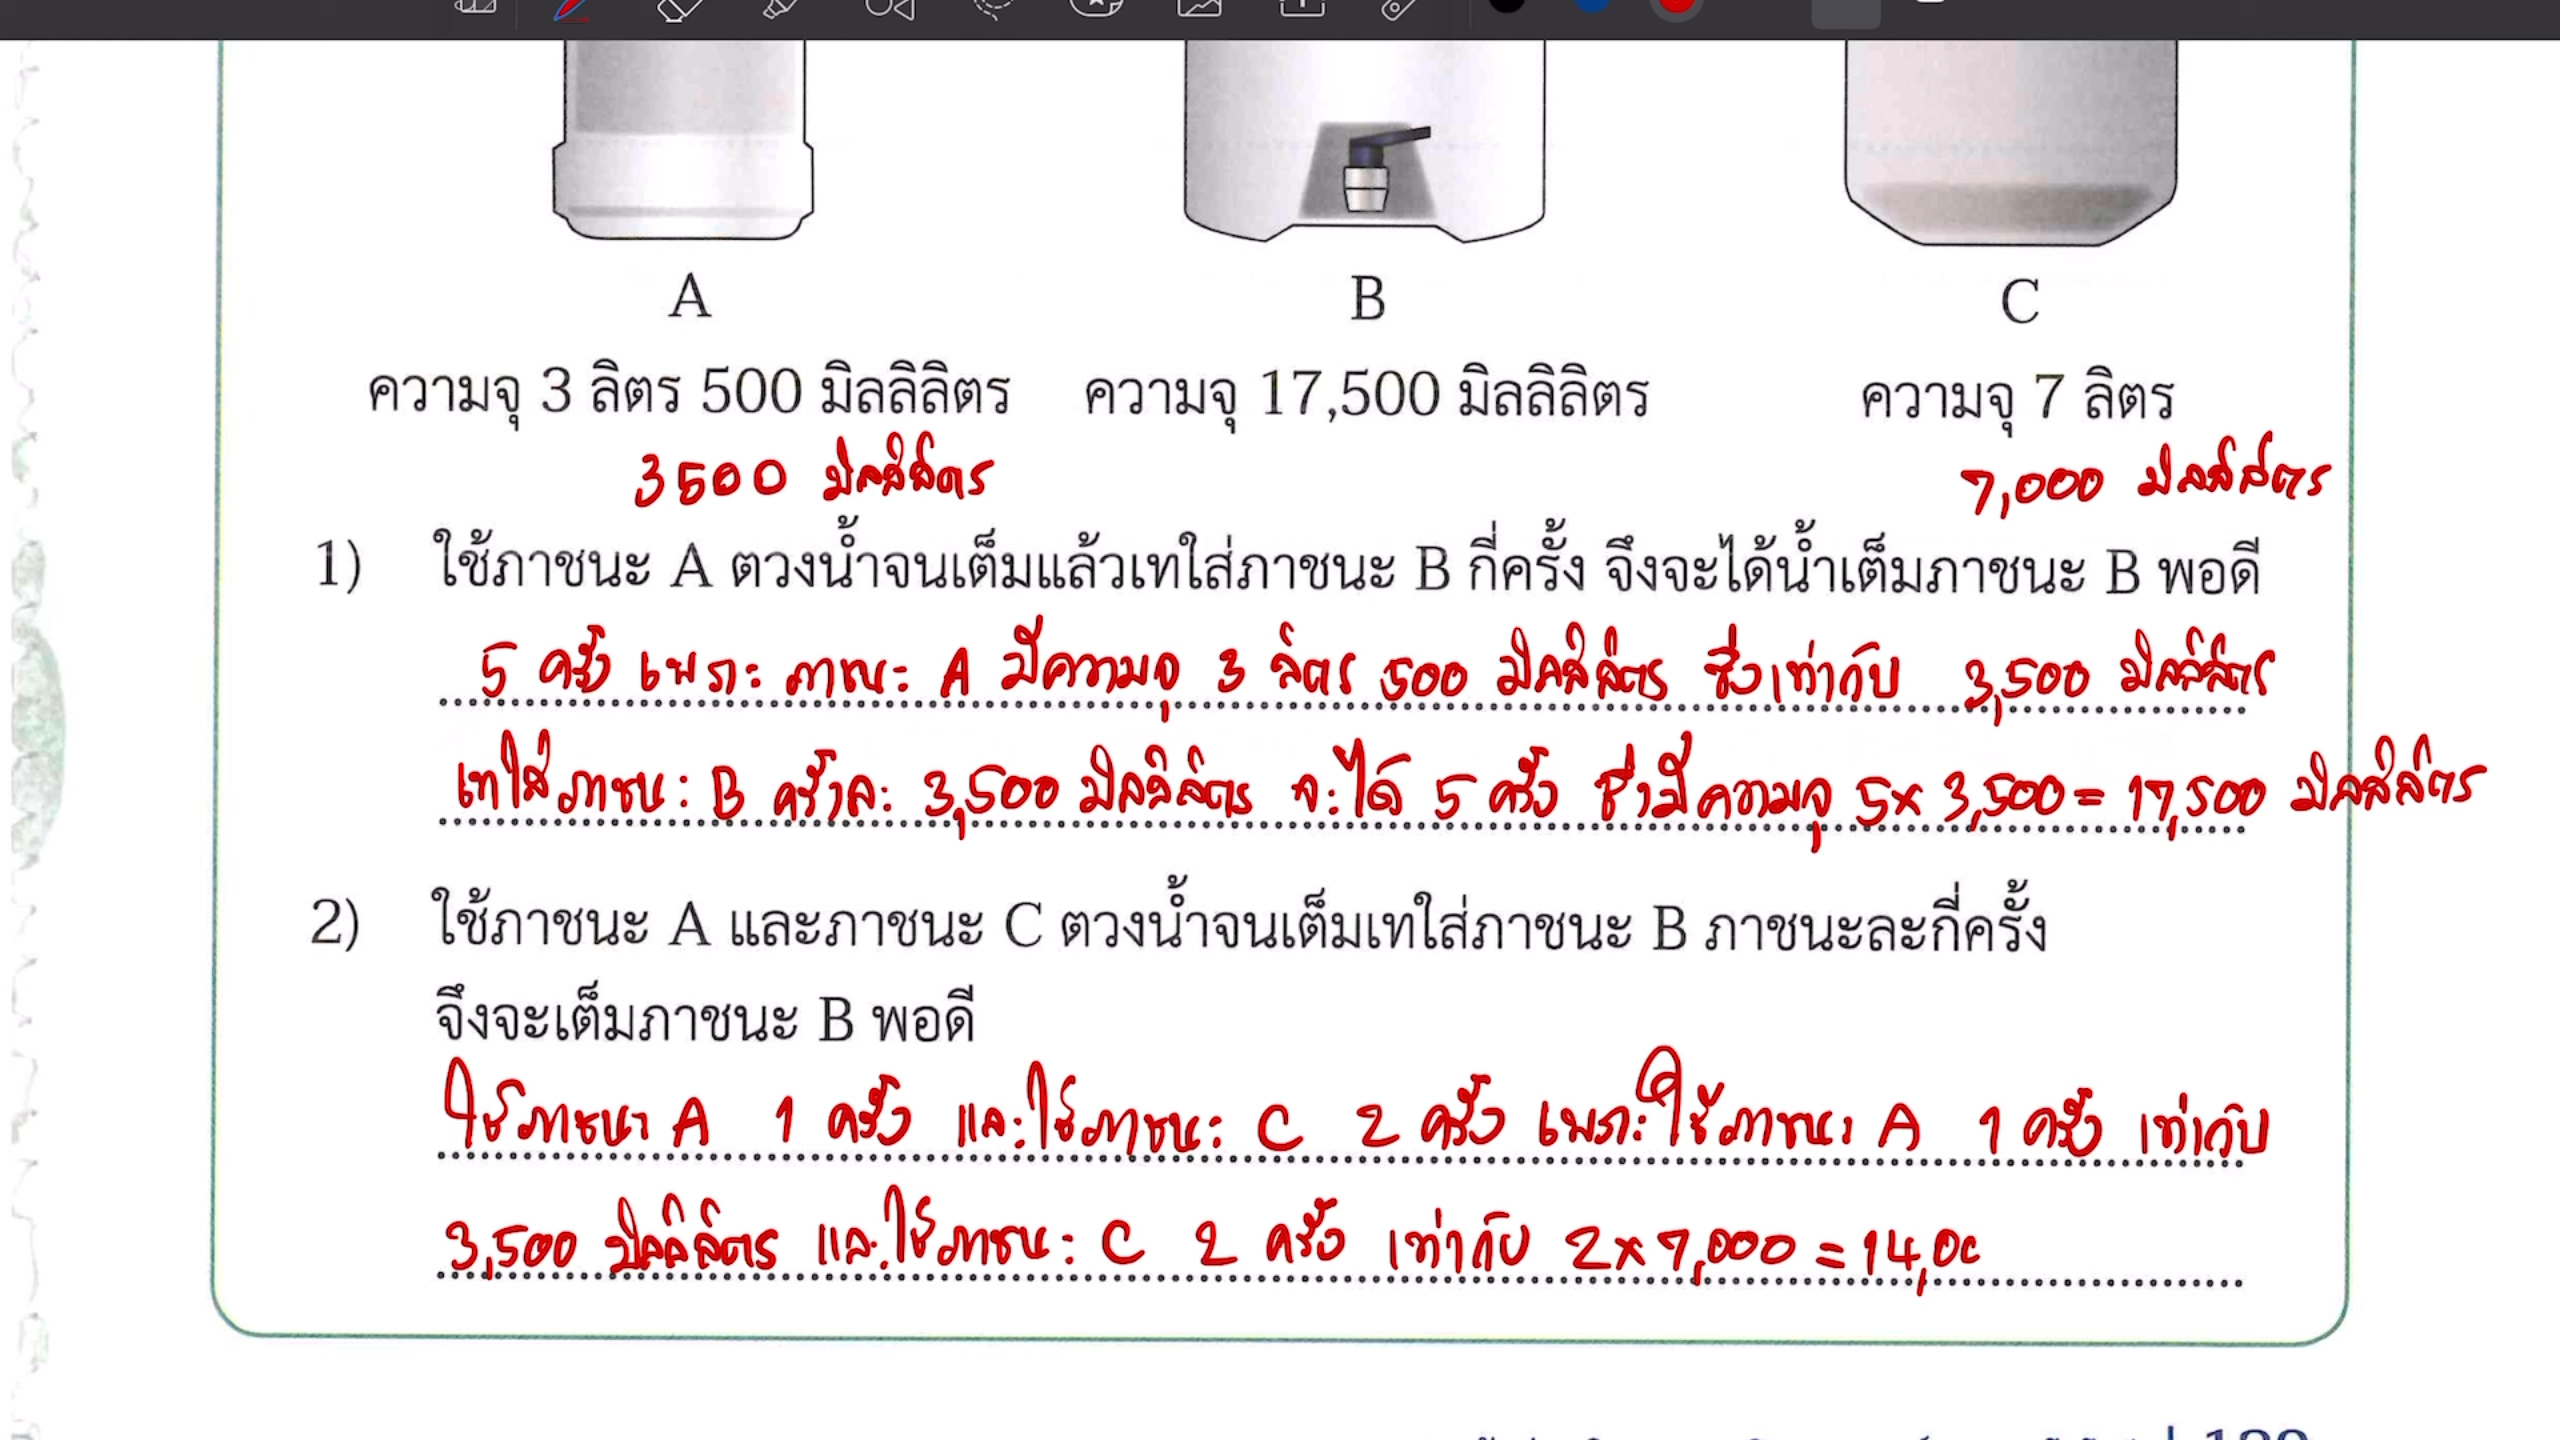 A B C
ความจุ 3 ลิตร 500 มิลลิลิตร ความจุ 17,500 มิลลิลิตร ความจุ 7 ลิตร
3500 มิลลิลิตร 7,000 มิลลิลิตร
1) ใช้ภาชนะ A ตวงน้ำจนเต็มแล้วเทใส่ภาชนะ B กี่ครั้ง จึงจะได้น้ำเต็มภาชนะ B พอดี
5 ครั้ง เพราะ ภาชนะ A มีความจุ 3 ลิตร 500 มิลลิลิตร ซึ่งเท่ากับ 3,500 มิลลิลิตร
เทใส่ภาชนะ B ครั้งละ 3,500 มิลลิลิตร จะได้ 5 ครั้ง ซึ่งมีความจุ 5 × 3,500 = 17,500 มิลลิลิตร
2) ใช้ภาชนะ A และภาชนะ C ตวงน้ำจนเต็มเทใส่ภาชนะ B ภาชนะละกี่ครั้ง
จึงจะเต็มภาชนะ B พอดี
ใช้ภาชนะ A 1 ครั้ง และใช้ภาชนะ C 2 ครั้ง เพราะใช้ภาชนะ A 1 ครั้ง เท่ากับ
3,500 มิลลิลิตร และใช้ภาชนะ C 2 ครั้ง เท่ากับ 2 × 7,000 = 14,00